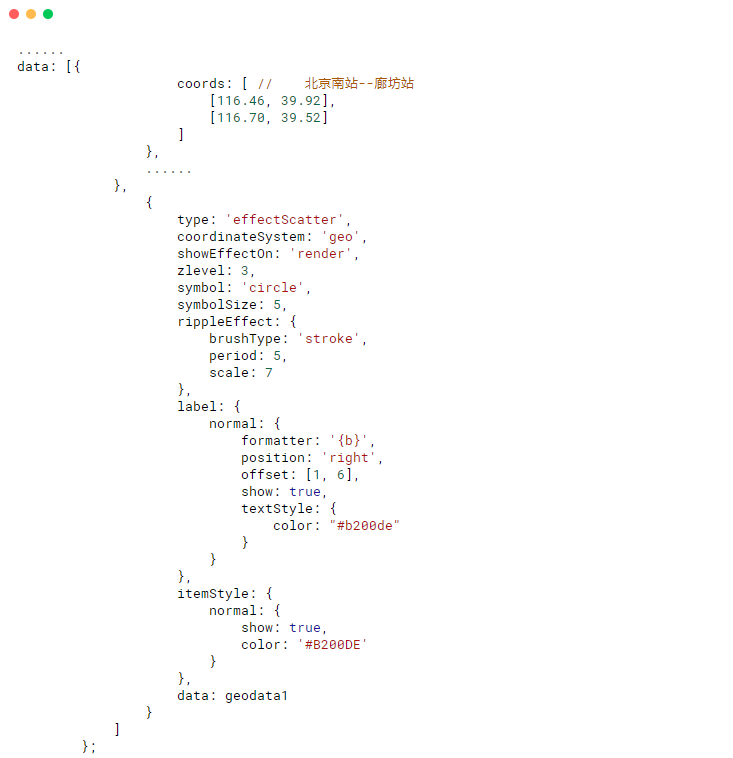 ......
data: [{
coords: [ // 北京南站--廊坊站
[116.46, 39.92],
[116.70, 39.52]
]
},
......
},
{
type: 'effectScatter',
coordinateSystem: 'geo',
showEffectOn: 'render',
zlevel: 3,
symbol: 'circle',
symbolSize: 5,
rippleEffect: {
brushType: 'stroke',
period: 5,
scale: 7
},
label: {
normal: {
formatter: '{b}',
position: 'right',
offset: [1, 6],
show: true,
textStyle: {
color: "#b200de"
}
}
},
itemStyle: {
normal: {
show: true,
color: '#B200DE'
}
},
data: geodata1
}
]
};